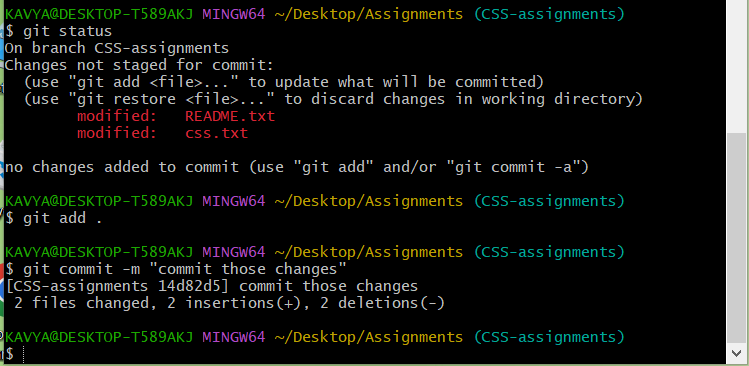 KAVYA@DESKTOP-T589AKJ MINGW64 ~/Desktop/Assignments (CSS-assignments)
$ git status
On branch CSS-assignments
Changes not staged for commit:
  (use "git add <file>..." to update what will be committed)
  (use "git restore <file>..." to discard changes in working directory)
        modified:   README.txt
        modified:   css.txt

no changes added to commit (use "git add" and/or "git commit -a")

KAVYA@DESKTOP-T589AKJ MINGW64 ~/Desktop/Assignments (CSS-assignments)
$ git add .

KAVYA@DESKTOP-T589AKJ MINGW64 ~/Desktop/Assignments (CSS-assignments)
$ git commit -m "commit those changes"
[CSS-assignments 14d82d5] commit those changes
 2 files changed, 2 insertions(+), 2 deletions(-)

KAVYA@DESKTOP-T589AKJ MINGW64 ~/Desktop/Assignments (CSS-assignments)
$